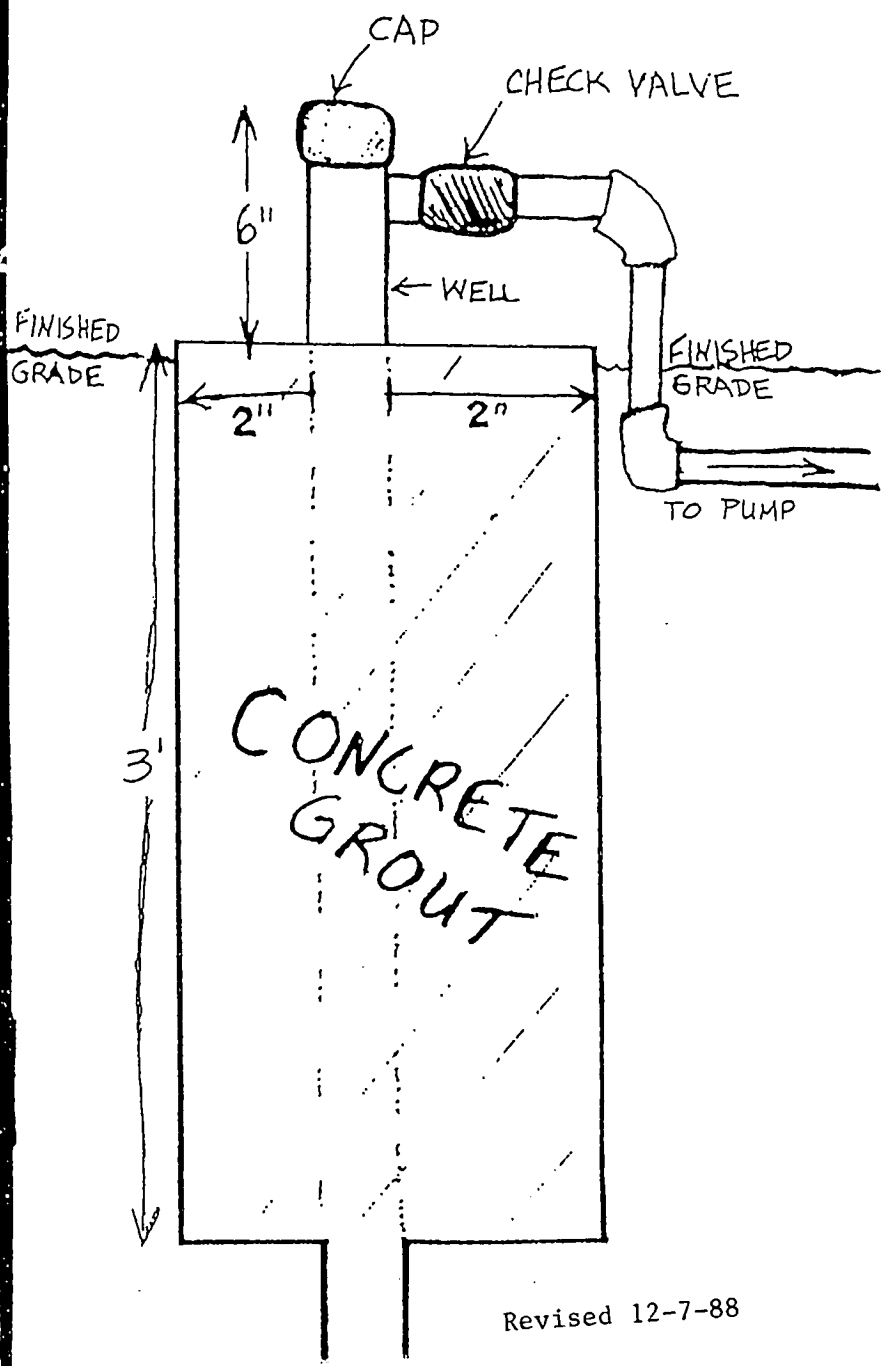 CAP
CHECK VALVE
6"
WELL
FINISHED
GRADE
FINISHED
GRADE
2"
2"
TO PUMP
3'
CONCRETE
GROUT
Revised 12-7-88